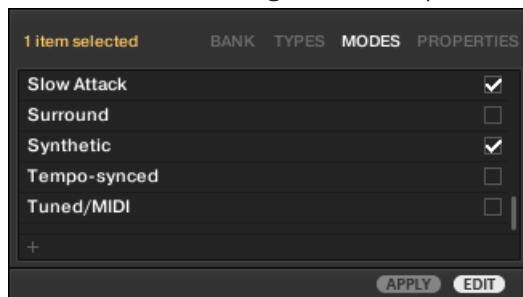 1 item selected BANK TYPES MODES PROPERTIES
Slow Attack
Surround
Synthetic
Tempo-synced
Tuned/MIDI
+
APPLY EDIT